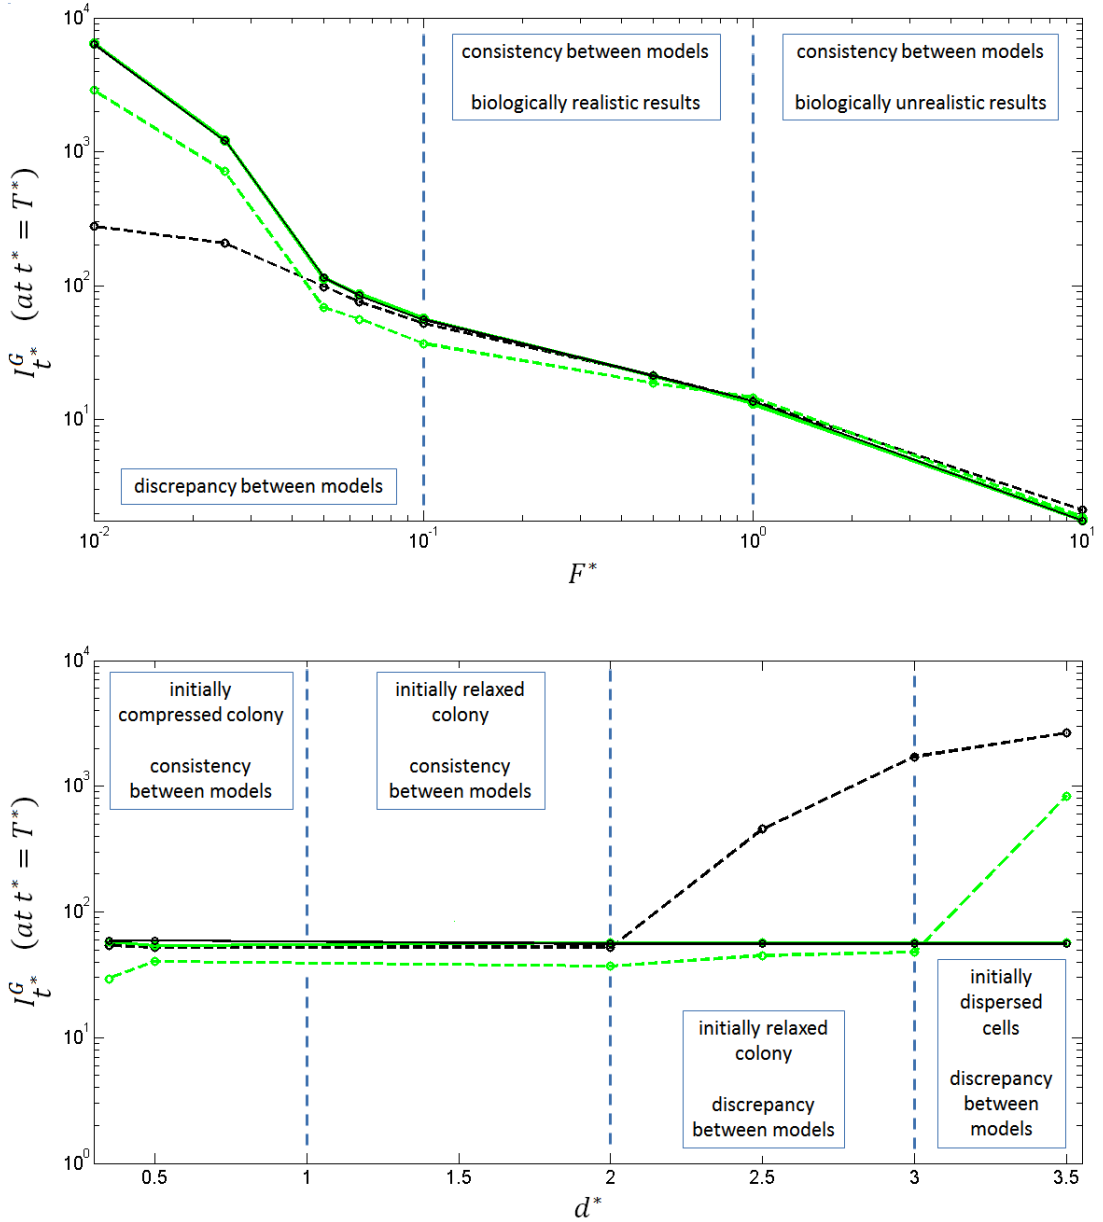 10^4
10^3
10^2
10^1
I_{t^*}^G (at t^* = T^*)
consistency between models
biologically realistic results
consistency between models
biologically unrealistic results
discrepancy between models
10^-2
10^-1
10^0
10^1
F^*
10^4
10^3
10^2
10^1
10^0
I_{t^*}^G (at t^* = T^*)
initially
compressed colony
consistency
between models
initially relaxed
colony
consistency
between models
initially relaxed
colony
discrepancy
between models
initially
dispersed
cells
discrepancy
between
models
0.5
1
1.5
2
2.5
3
3.5
d^*